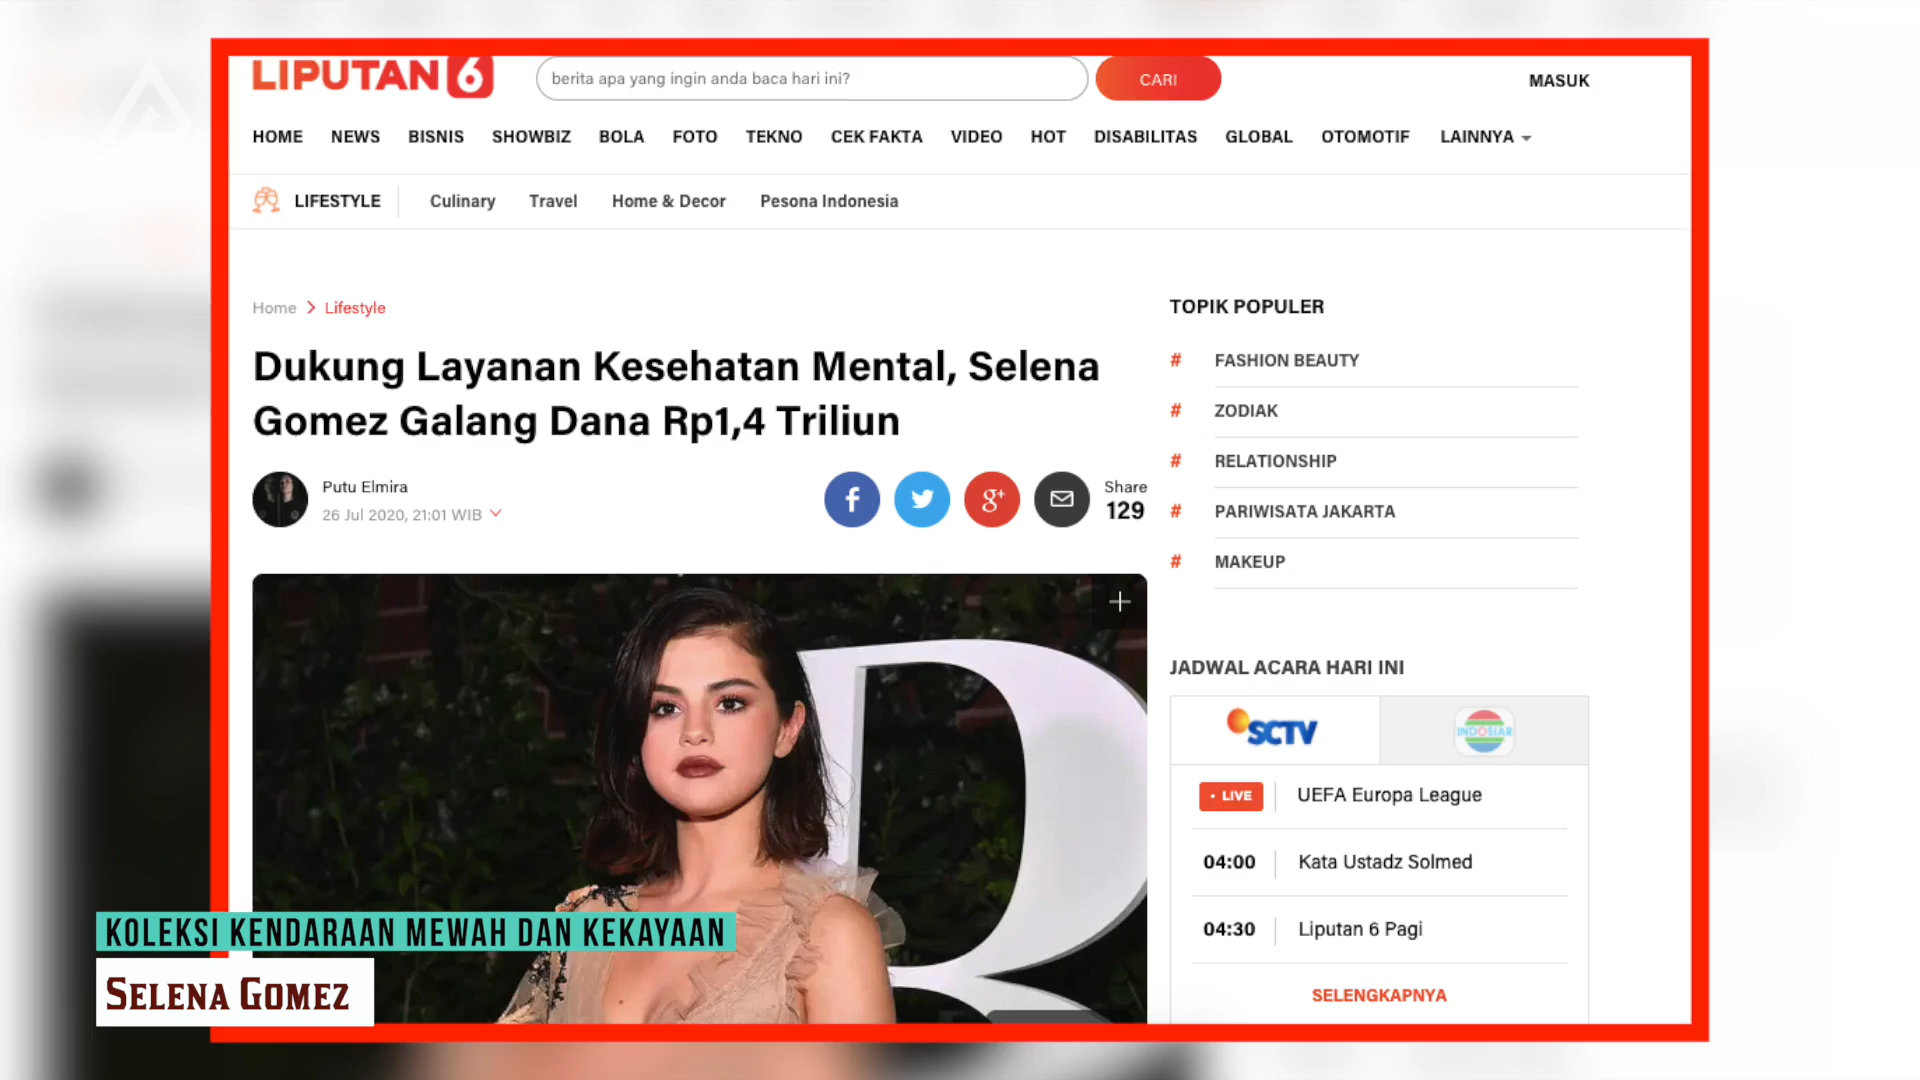 LIPUTAN 6
berita apa yang ingin anda baca hari ini?
CARI
MASUK
HOME NEWS BISNIS SHOWBIZ BOLA FOTO TEKNO CEK FAKTA VIDEO HOT DISABILITAS GLOBAL OTOMOTIF LAINNYA
LIFESTYLE Culinary Travel Home & Decor Pesona Indonesia
Home > Lifestyle
Dukung Layanan Kesehatan Mental, Selena
Gomez Galang Dana Rp1,4 Triliun
Putu Elmira
26 Jul 2020, 21:01 WIB
Share
129
TOPIK POPULER
# FASHION BEAUTY
# ZODIAK
# RELATIONSHIP
# PARIWISATA JAKARTA
# MAKEUP
JADWAL ACARA HARI INI
SCTV INDOSIAR
• LIVE UEFA Europa League
04:00 Kata Ustadz Solmed
04:30 Liputan 6 Pagi
SELENGKAPNYA
KOLEKSI KENDARAAN MEWAH DAN KEKAYAAN
SELENA GOMEZ